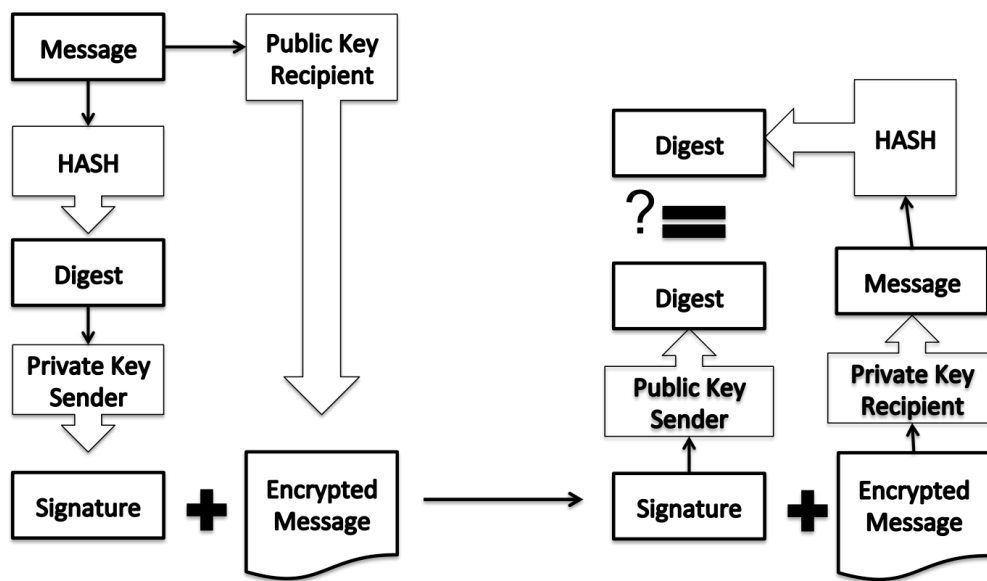 Message
Public Key
Recipient
HASH
Digest
Private Key
Sender
Signature
+
Encrypted
Message
Digest
HASH
? =
Digest
Message
Public Key
Sender
Private Key
Recipient
Signature
+
Encrypted
Message